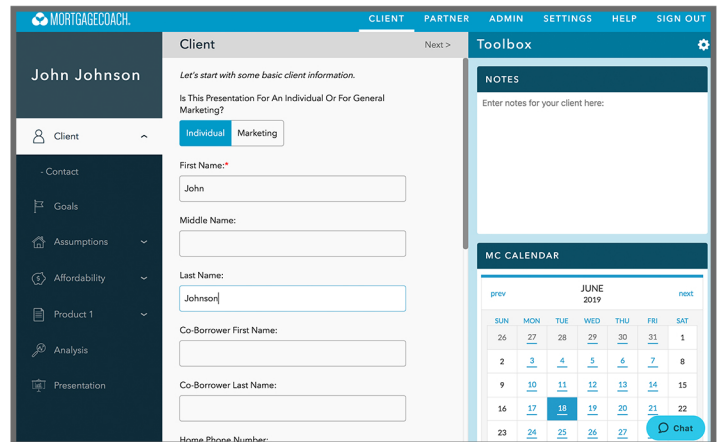 MORTGAGECOACH.
CLIENT PARTNER ADMIN SETTINGS HELP SIGN OUT
John Johnson
Client
- Contact
Goals
Assumptions
Affordability
Product 1
Analysis
Presentation
Client Next >
Let's start with some basic client information.
Is This Presentation For An Individual Or For General
Marketing?
Individual Marketing
First Name:*
John
Middle Name:
Last Name:
Johnson
Co-Borrower First Name:
Co-Borrower Last Name:
Home Phone Number:
Toolbox
NOTES
Enter notes for your client here:
MC CALENDAR
prev JUNE next
2019
SUN MON TUE WED THU FRI SAT
26 27 28 29 30 31 1
2 3 4 5 6 7 8
9 10 11 12 13 14 15
16 17 18 19 20 21 22
23 24 25 26 27
Chat